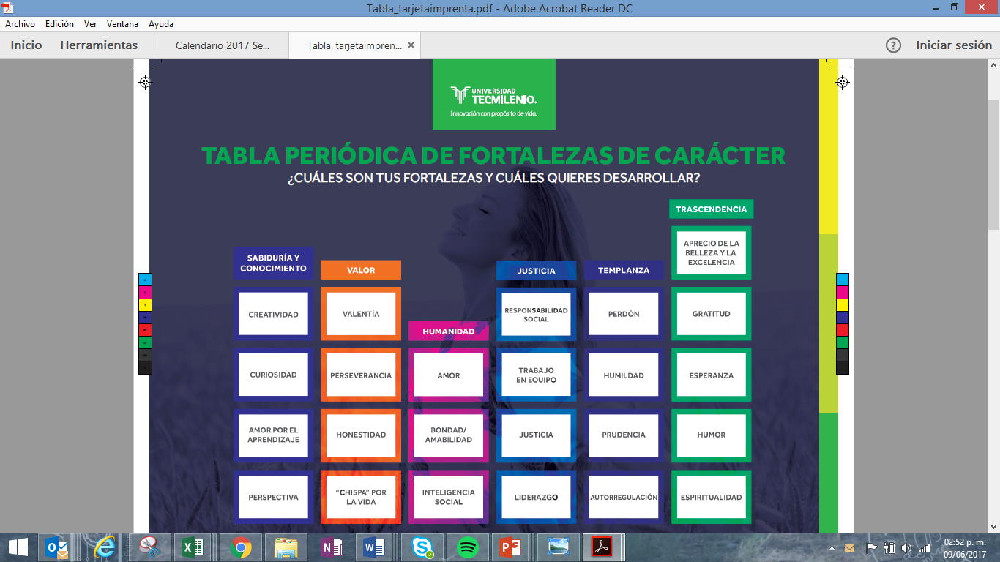 Tabla_tarjetaimprenta.pdf - Adobe Acrobat Reader DC
Archivo Edición Ver Ventana Ayuda
Inicio Herramientas Calendario 2017 Se... Tabla_tarjetaimpren... × ? Iniciar sesión
UNIVERSIDAD
TECMILENIO.
Innovación con propósito de vida.
TABLA PERIÓDICA DE FORTALEZAS DE CARÁCTER
¿CUÁLES SON TUS FORTALEZAS Y CUÁLES QUIERES DESARROLLAR?
SABIDURÍA Y
CONOCIMIENTO
CREATIVIDAD
CURIOSIDAD
AMOR POR EL
APRENDIZAJE
PERSPECTIVA
VALOR
VALENTÍA
PERSEVERANCIA
HONESTIDAD
"CHISPA" POR
LA VIDA
HUMANIDAD
AMOR
BONDAD/
AMABILIDAD
INTELIGENCIA
SOCIAL
JUSTICIA
RESPONSABILIDAD
SOCIAL
TRABAJO
EN EQUIPO
JUSTICIA
LIDERAZGO
TEMPLANZA
PERDÓN
HUMILDAD
PRUDENCIA
AUTORREGULACIÓN
TRASCENDENCIA
APRECIO DE LA
BELLEZA Y LA
EXCELENCIA
GRATITUD
ESPERANZA
HUMOR
ESPIRITUALIDAD
02:52 p. m.
09/06/2017